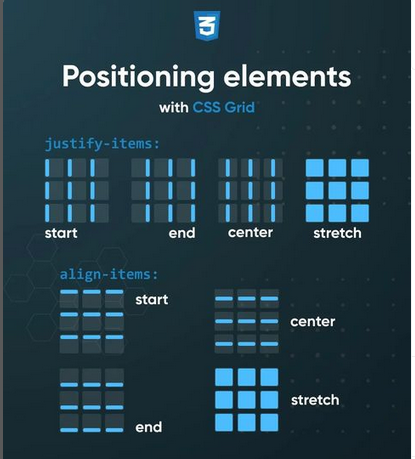 3
Positioning elements
with CSS Grid
justify-items:
start
end
center
stretch
align-items:
start
center
end
stretch